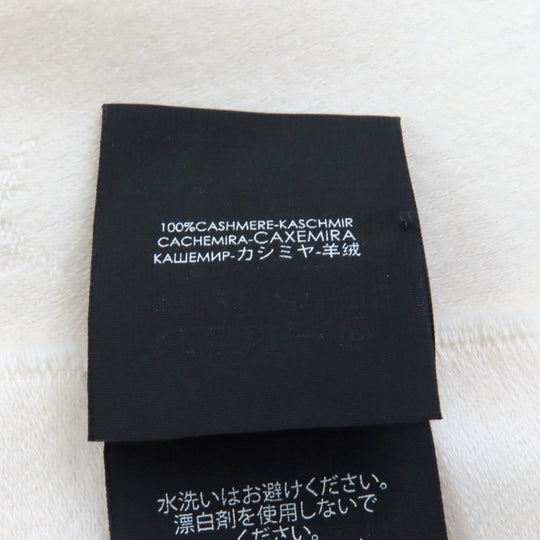 100%CASHMERE-KASCHMIR
CACHEMIRA-CAXEMIRA
КАШЕМИР-カシミヤ-羊绒
水洗いはお避けください。
漂白剤を使用しないで
ください。